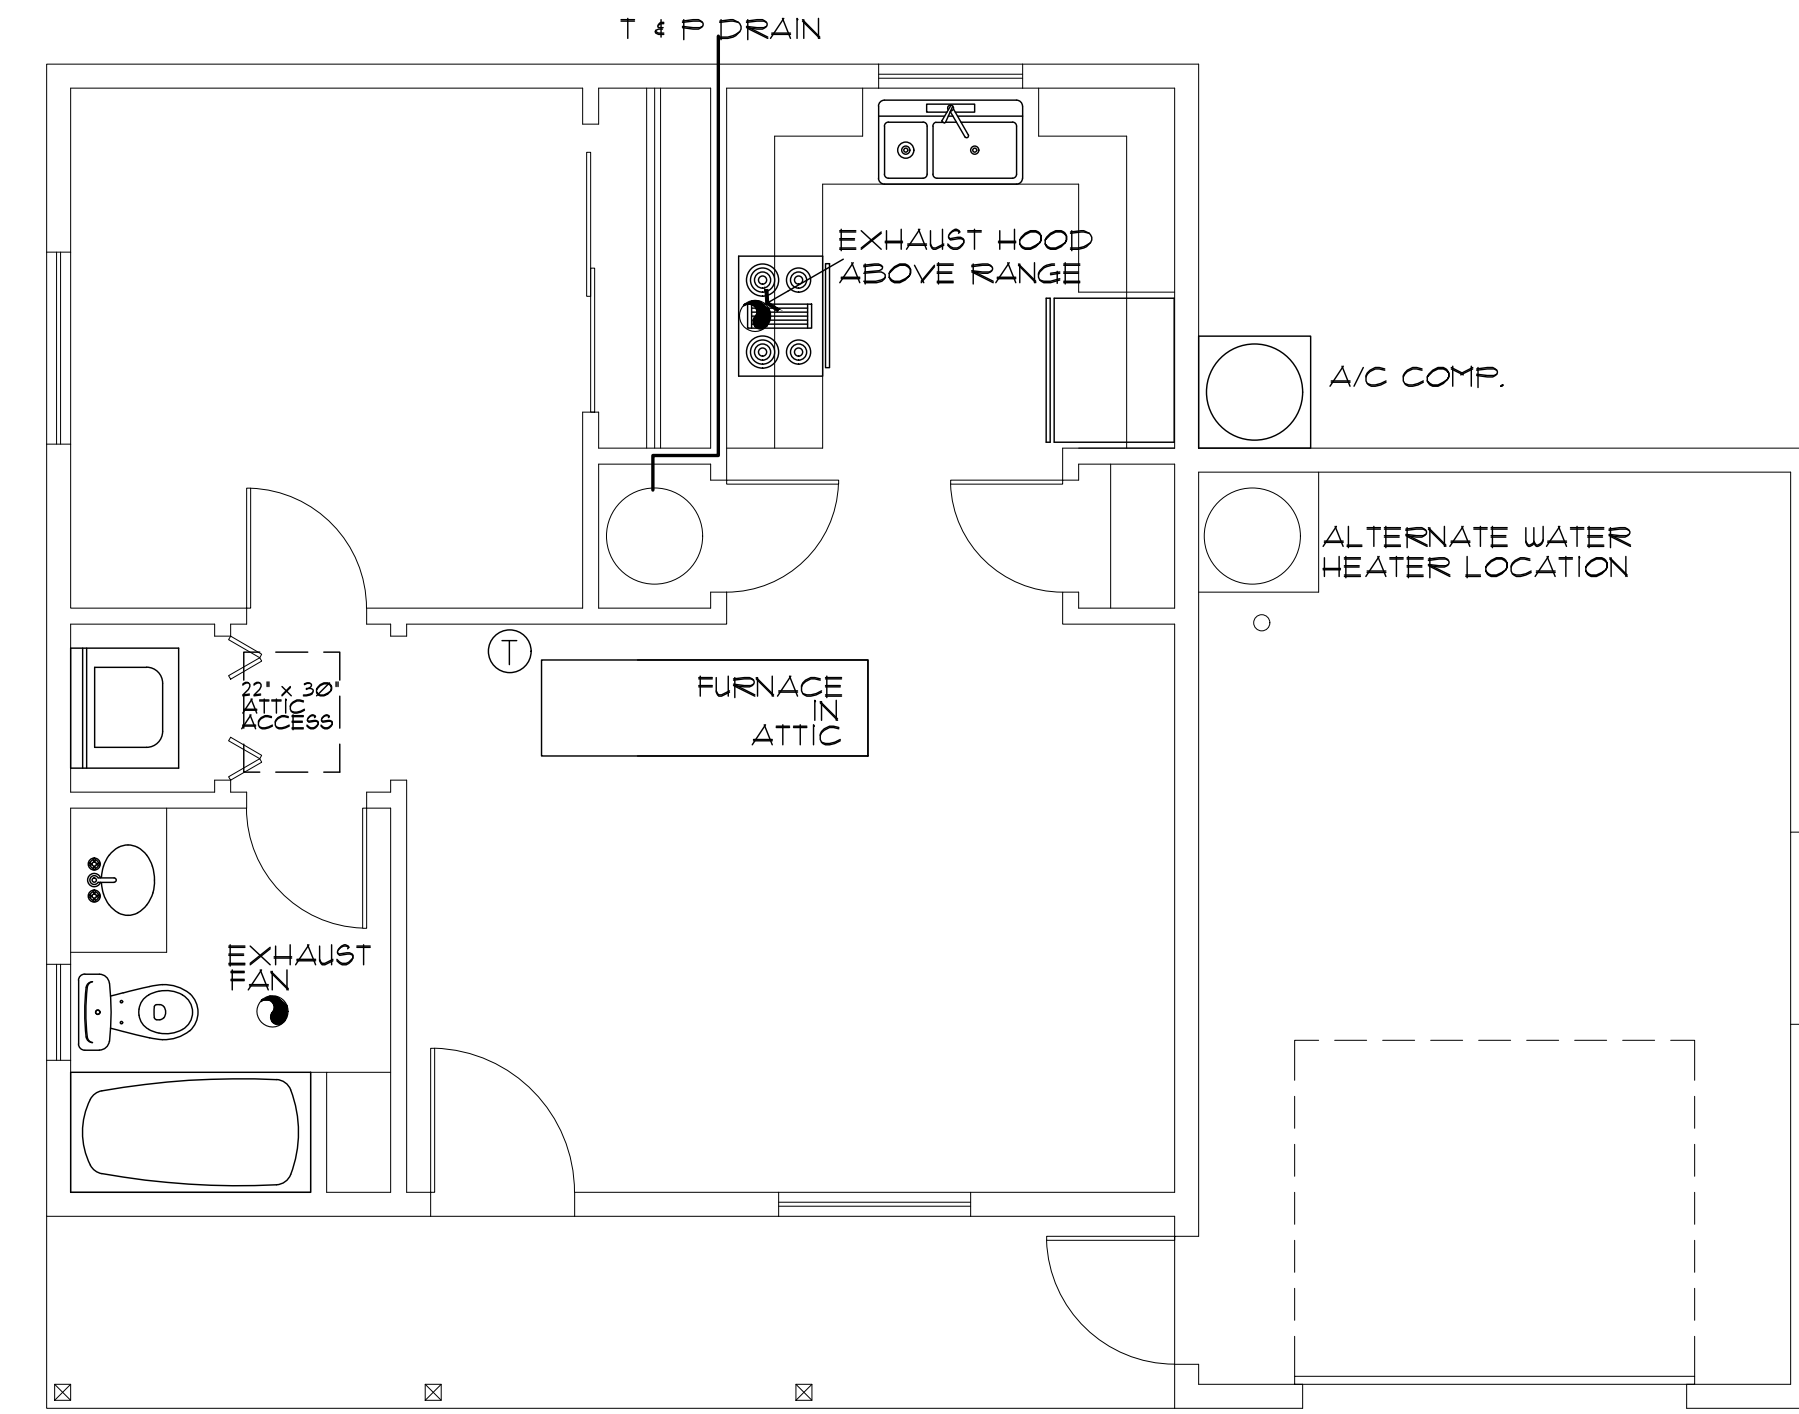 T & P DRAIN
EXHAUST HOOD
ABOVE RANGE
A/C COMP.
ALTERNATE WATER
HEATER LOCATION
T
FURNACE
IN
ATTIC
22" x 30"
ATTIC
ACCESS
EXHAUST
FAN